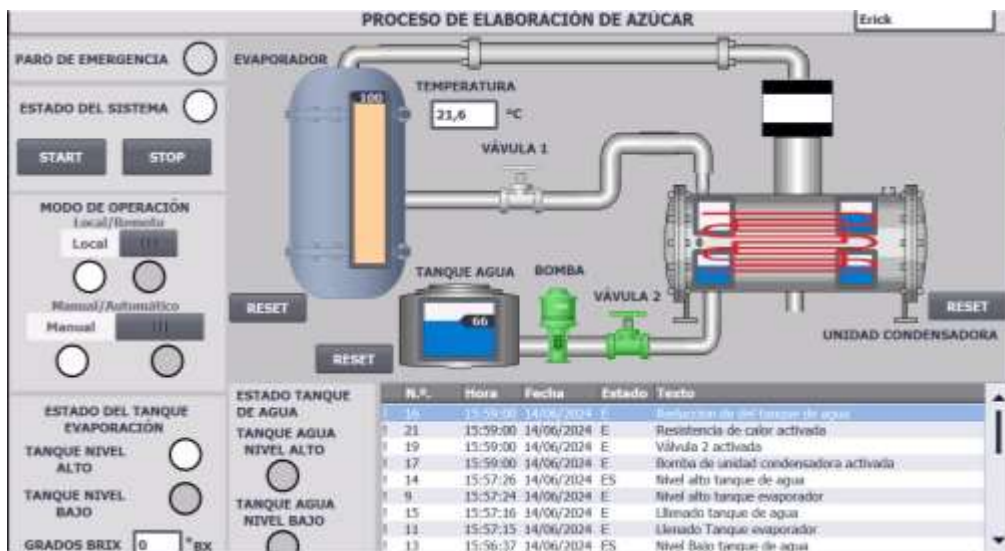 PROCESO DE ELABORACIÓN DE AZÚCAR
Erick
PARO DE EMERGENCIA
ESTADO DEL SISTEMA
START
STOP
MODO DE OPERACIÓN
Local/Remoto
Local
Manual/Automático
Manual
ESTADO DEL TANQUE
EVAPORACIÓN
TANQUE NIVEL
ALTO
TANQUE NIVEL
BAJO
GRADOS BRIX 0 °BX
EVAPORADOR
100
TEMPERATURA
21,6 °C
VÁVULA 1
RESET
TANQUE AGUA
66
BOMBA
VÁVULA 2
RESET
RESET
UNIDAD CONDENSADORA
ESTADO TANQUE
DE AGUA
TANQUE AGUA
NIVEL ALTO
TANQUE AGUA
NIVEL BAJO
N.º. Hora Fecha Estado Texto
16 15:59:00 14/06/2024 E Reduccion de del tanque de agua
21 15:59:00 14/06/2024 E Resistencia de calor activada
19 15:59:00 14/06/2024 E Válvula 2 activada
17 15:59:00 14/06/2024 E Bomba de unidad condensadora activada
14 15:57:26 14/06/2024 ES Nivel alto tanque de agua
9 15:57:24 14/06/2024 E Nivel alto tanque evaporador
15 15:57:16 14/06/2024 E Lllenado tanque de agua
11 15:57:15 14/06/2024 E Llenado Tanque evaporador
13 15:56:37 14/06/2024 ES Nivel Bajo tanque de agua